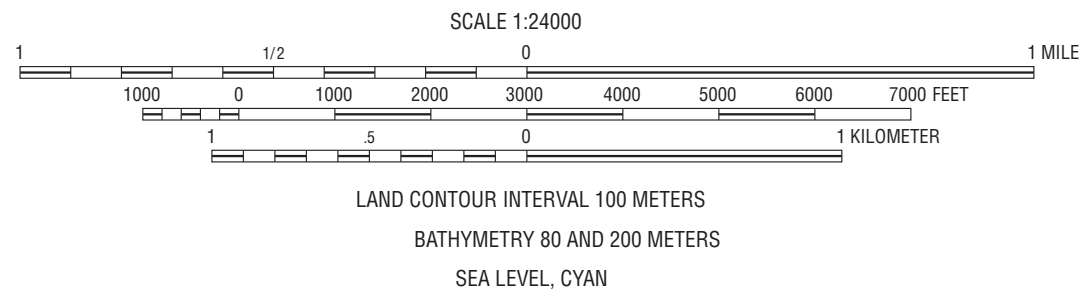 SCALE 1:24000
1 1/2 0 1 MILE
1000 0 1000 2000 3000 4000 5000 6000 7000 FEET
1 .5 0 1 KILOMETER
LAND CONTOUR INTERVAL 100 METERS
BATHYMETRY 80 AND 200 METERS
SEA LEVEL, CYAN